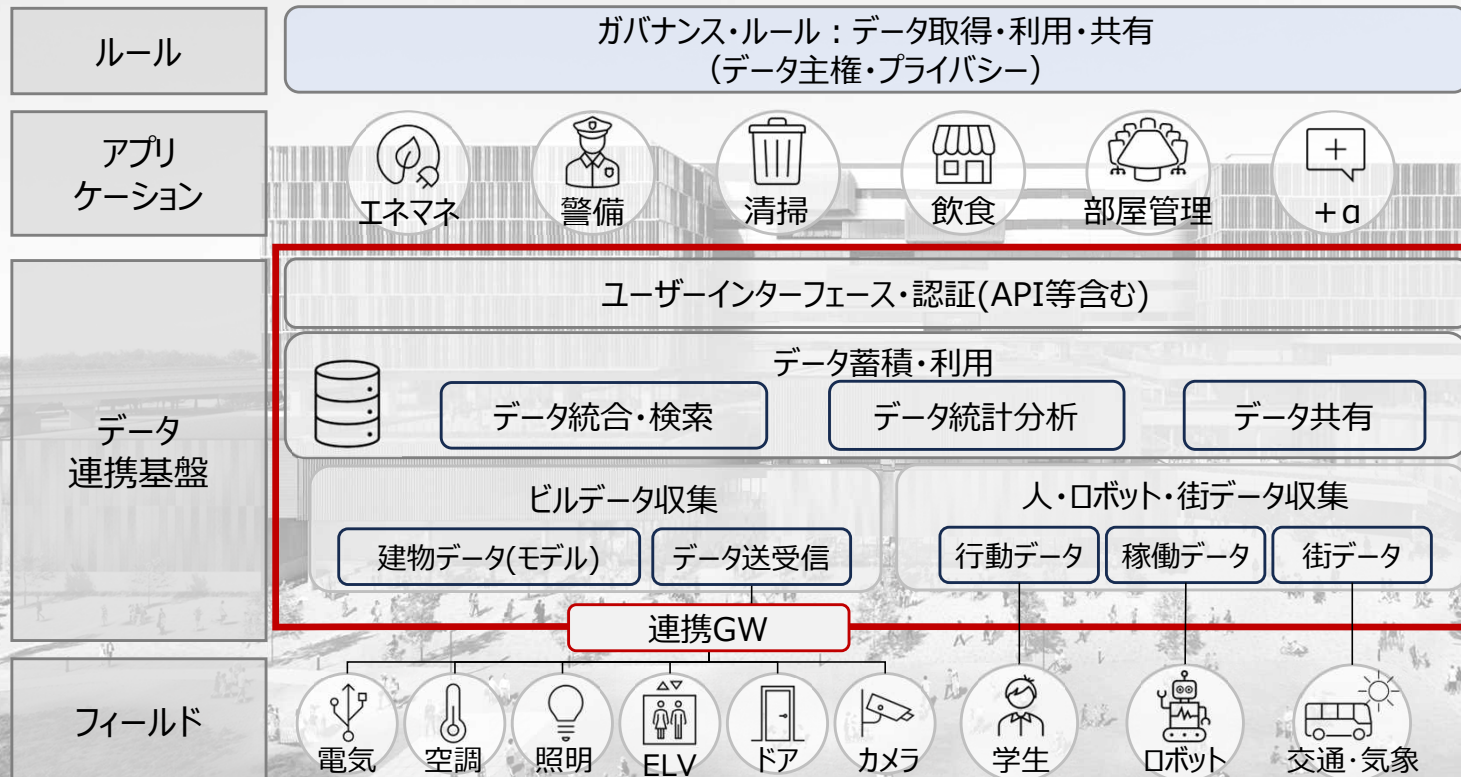 ルール
ガバナンス・ルール：データ取得・利用・共有
（データ主権・プライバシー）
アプリ
ケーション
エネマネ
警備
清掃
飲食
部屋管理
＋α
データ
連携基盤
ユーザーインターフェース・認証(API等含む)
データ蓄積・利用
データ統合・検索
データ統計分析
データ共有
ビルデータ収集
建物データ(モデル)
データ送受信
人・ロボット・街データ収集
行動データ
稼働データ
街データ
連携GW
フィールド
電気
空調
照明
ELV
ドア
カメラ
学生
ロボット
交通・気象